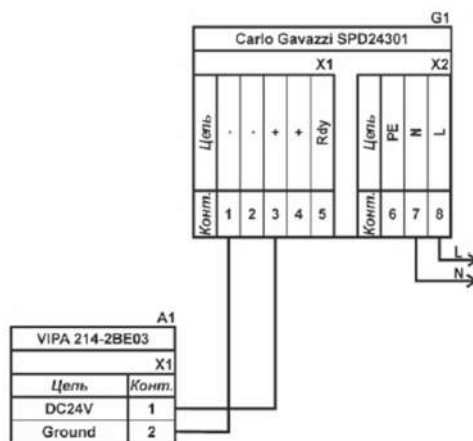 G1
Carlo Gavazzi SPD24301
X1 X2
Цепь - - + + Rdy Цепь PE N L
Конт. 1 2 3 4 5 Конт. 6 7 8
L
N
A1
VIPA 214-2BE03
X1
Цепь Конт.
DC24V 1
Ground 2